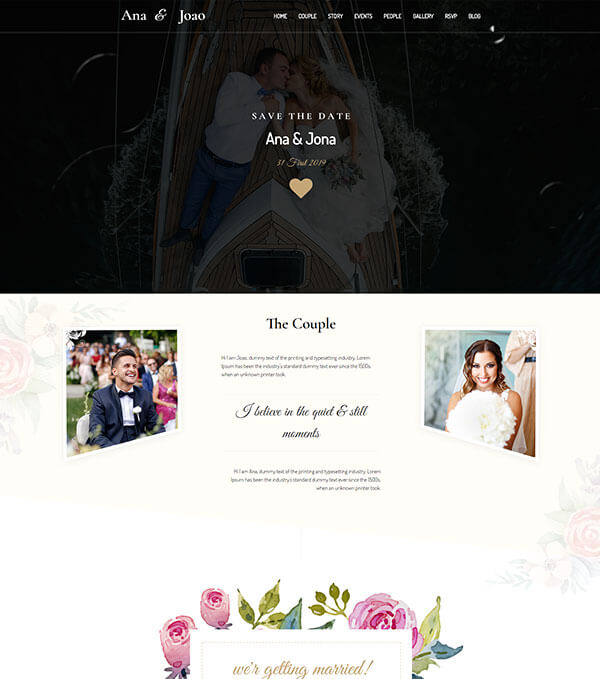 Ana & Joao
HOME COUPLE STORY EVENTS PEOPLE GALLERY RSVP BLOG
SAVE THE DATE
Ana & Jona
The Couple
Hi I am Joao, dummy text of the printing and typesetting industry. Lorem
Ipsum has been the industry's standard dummy text ever since the 1500s,
when an unknown printer took.
I believe in the quiet & still
moments
Hi I am Ana, dummy text of the printing and typesetting industry. Lorem
Ipsum has been the industry's standard dummy text ever since the 1500s,
when an unknown printer took.
we'r getting married!